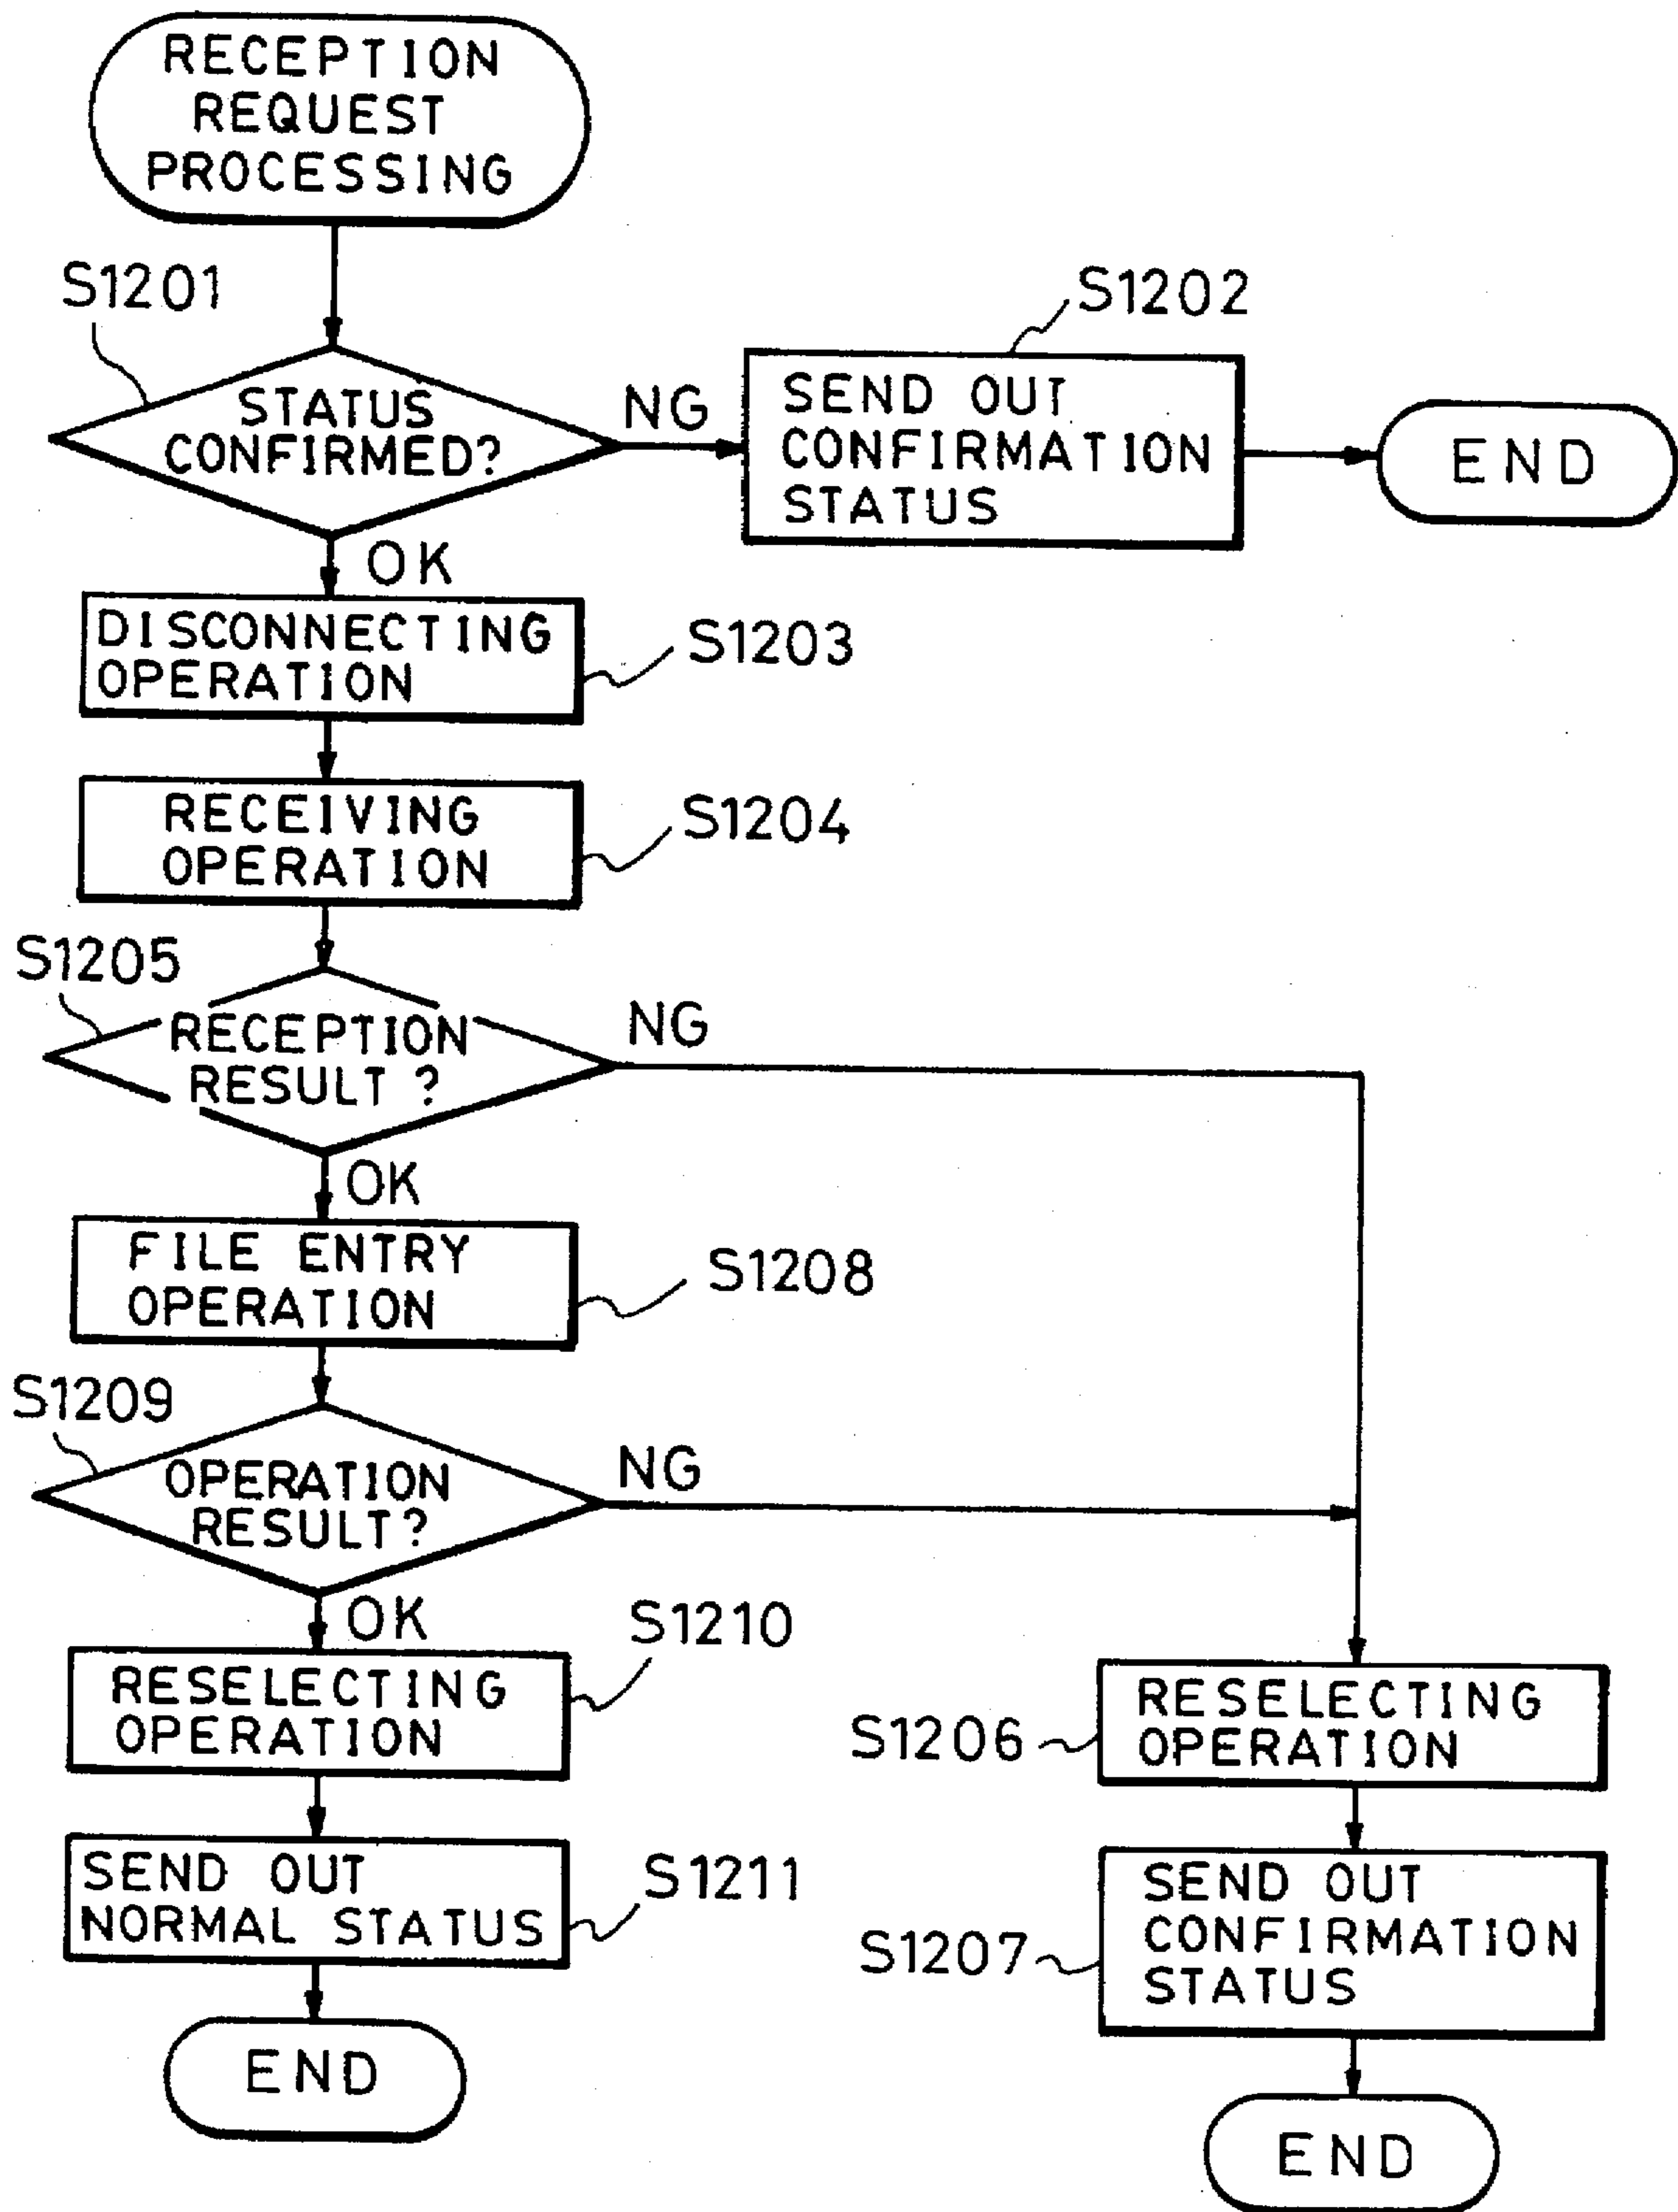 RECEPTION
REQUEST
PROCESSING
S1201
STATUS
CONFIRMED?
NG
S1202
SEND OUT
CONFIRMATION
STATUS
END
OK
DISCONNECTING
OPERATION
S1203
RECEIVING
OPERATION
S1204
S1205
RECEPTION
RESULT ?
NG
OK
FILE ENTRY
OPERATION
S1208
S1209
OPERATION
RESULT?
NG
OK
S1210
RESELECTING
OPERATION
SEND OUT
NORMAL STATUS
S1211
END
S1206
RESELECTING
OPERATION
S1207
SEND OUT
CONFIRMATION
STATUS
END